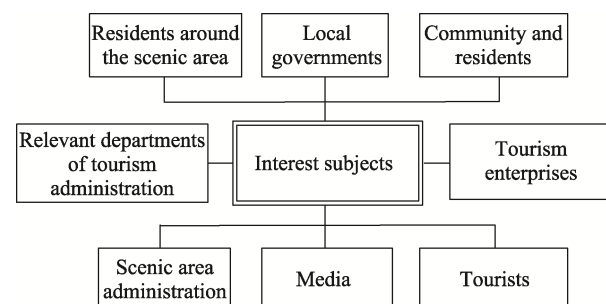 Residents around
the scenic area
Local
governments
Community and
residents
Relevant departments
of tourism
administration
Interest subjects
Tourism
enterprises
Scenic area
administration
Media
Tourists